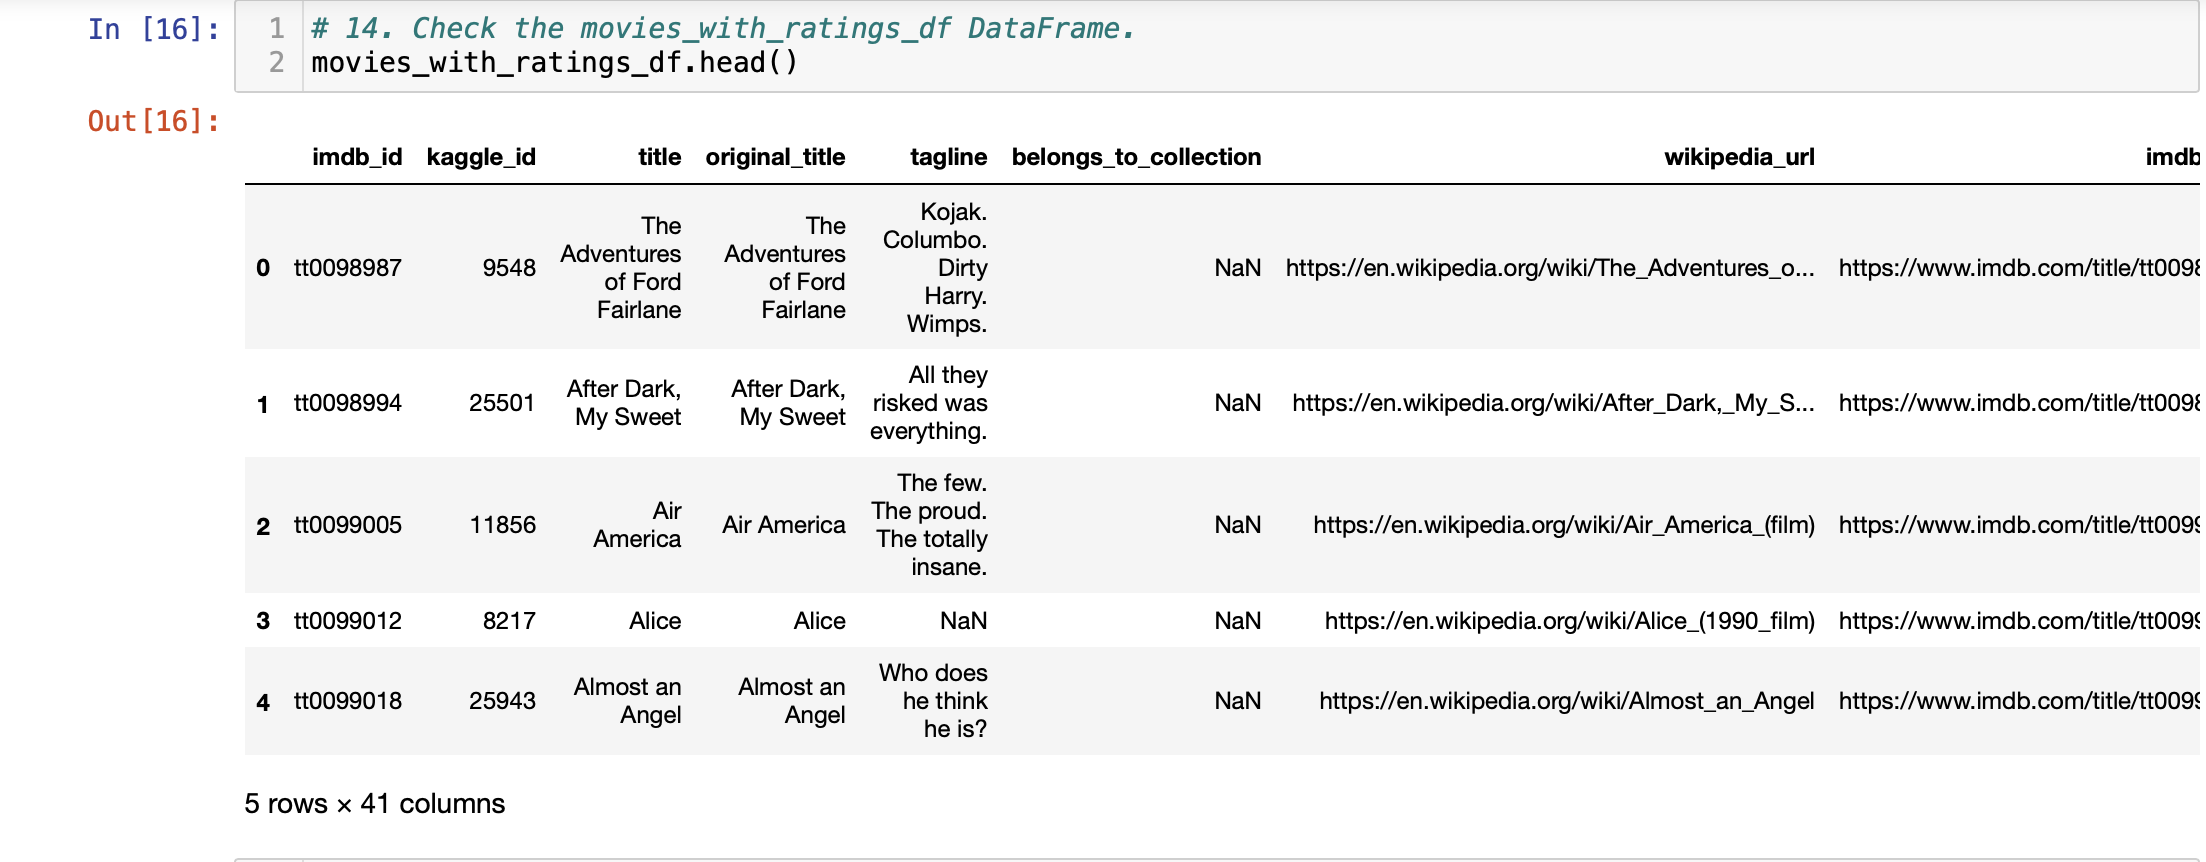 In [16]:
1 # 14. Check the movies_with_ratings_df DataFrame.
2 movies_with_ratings_df.head()
Out[16]:
imdb_id kaggle_id title original_title tagline belongs_to_collection wikipedia_url imdb
0 tt0098987 9548 The Adventures of Ford Fairlane The Adventures of Ford Fairlane Kojak. Columbo. Dirty Harry. Wimps. NaN https://en.wikipedia.org/wiki/The_Adventures_o... https://www.imdb.com/title/tt0098
1 tt0098994 25501 After Dark, My Sweet After Dark, My Sweet All they risked was everything. NaN https://en.wikipedia.org/wiki/After_Dark,_My_S... https://www.imdb.com/title/tt0098
2 tt0099005 11856 Air America Air America The few. The proud. The totally insane. NaN https://en.wikipedia.org/wiki/Air_America_(film) https://www.imdb.com/title/tt0099
3 tt0099012 8217 Alice Alice NaN NaN https://en.wikipedia.org/wiki/Alice_(1990_film) https://www.imdb.com/title/tt0099
4 tt0099018 25943 Almost an Angel Almost an Angel Who does he think he is? NaN https://en.wikipedia.org/wiki/Almost_an_Angel https://www.imdb.com/title/tt0099
5 rows × 41 columns